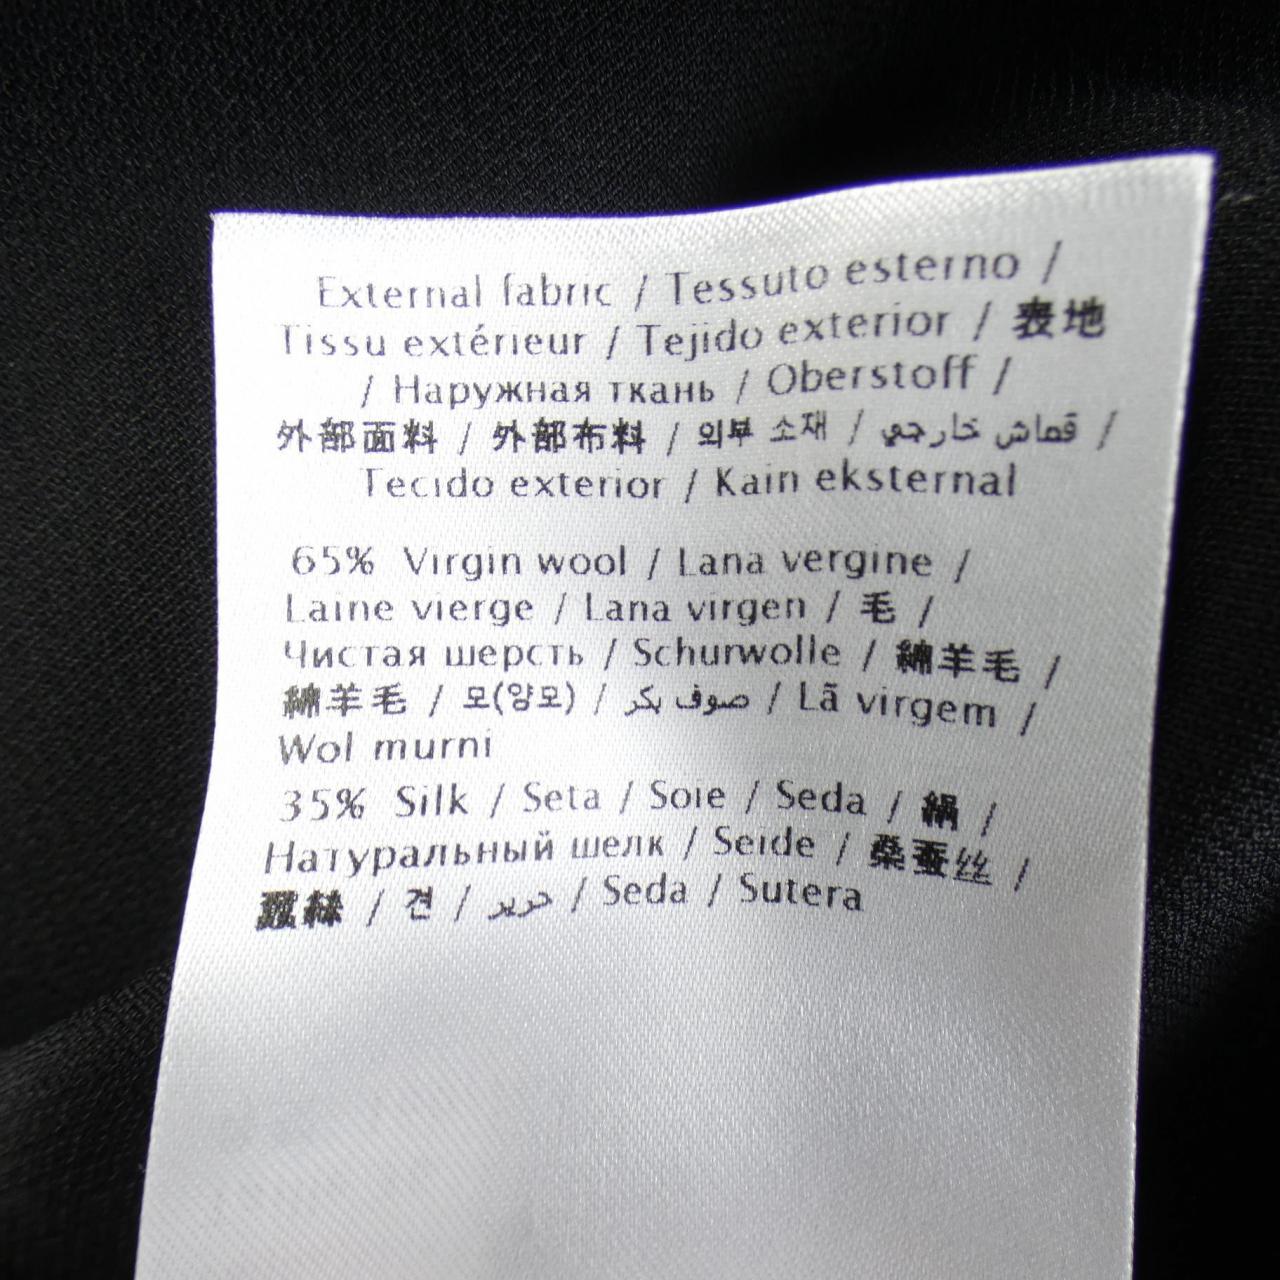 External fabric / Tessuto esterno /
Tissu extérieur / Tejido exterior / 表地
/ Наружная ткань / Oberstoff /
外部面料 / 外部布料 / 외부 소재 / قماش خارجي /
Tecido exterior / Kain eksternal
65% Virgin wool / Lana vergine /
Laine vierge / Lana virgen / 毛 /
Чистая шерсть / Schurwolle / 綿羊毛 /
綿羊毛 / 모(양모) / صوف بكر / Lã virgem /
Wol murni
35% Silk / Seta / Soie / Seda / 絹 /
Натуральный шелк / Seide / 桑蚕丝 /
蠶絲 / 견 / حرير / Seda / Sutera